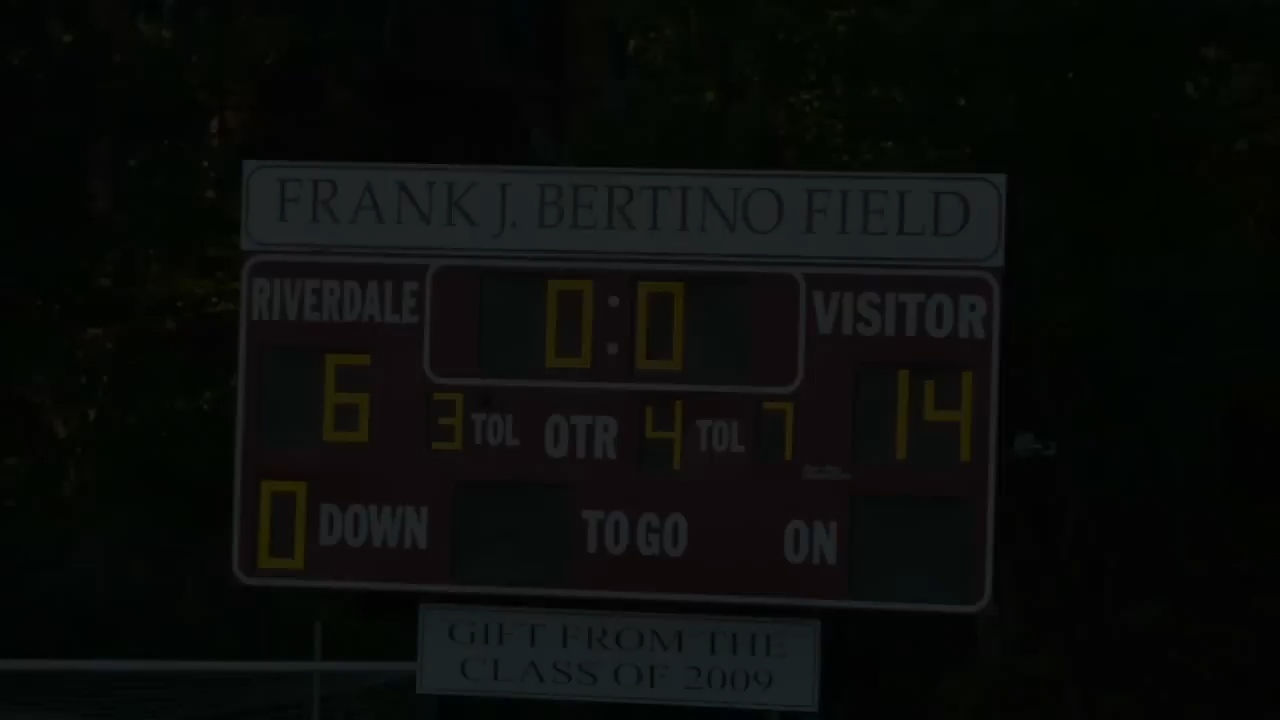 FRANK J. BERTINO FIELD
RIVERDALE 0:0 VISITOR
6 3 TOL QTR 4 TOL 7 14
0 DOWN TO GO ON
GIFT FROM THE
CLASS OF 2009